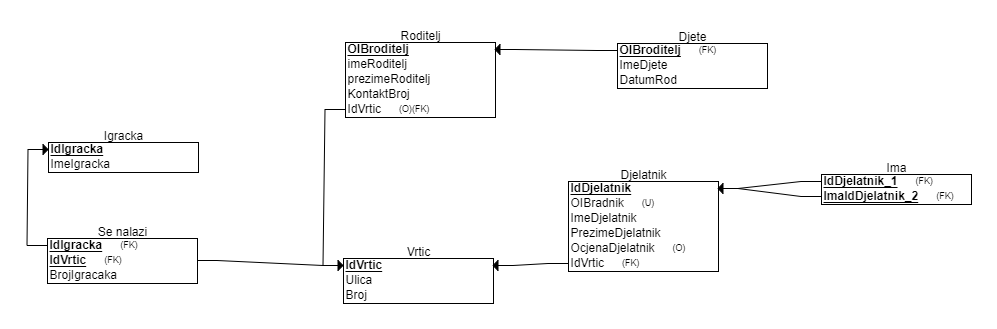 Roditelj
OIBroditelj
imeRoditelj
prezimeRoditelj
KontaktBroj
IdVrtic (O)(FK)
Djete
OIBroditelj (FK)
ImeDjete
DatumRod
Igracka
IdIgracka
ImeIgracka
Djelatnik
IdDjelatnik
OIBradnik (U)
ImeDjelatnik
PrezimeDjelatnik
OcjenaDjelatnik (O)
IdVrtic (FK)
Ima
IdDjelatnik_1 (FK)
ImaIdDjelatnik_2 (FK)
Se nalazi
IdIgracka (FK)
IdVrtic (FK)
BrojIgracaka
Vrtic
IdVrtic
Ulica
Broj